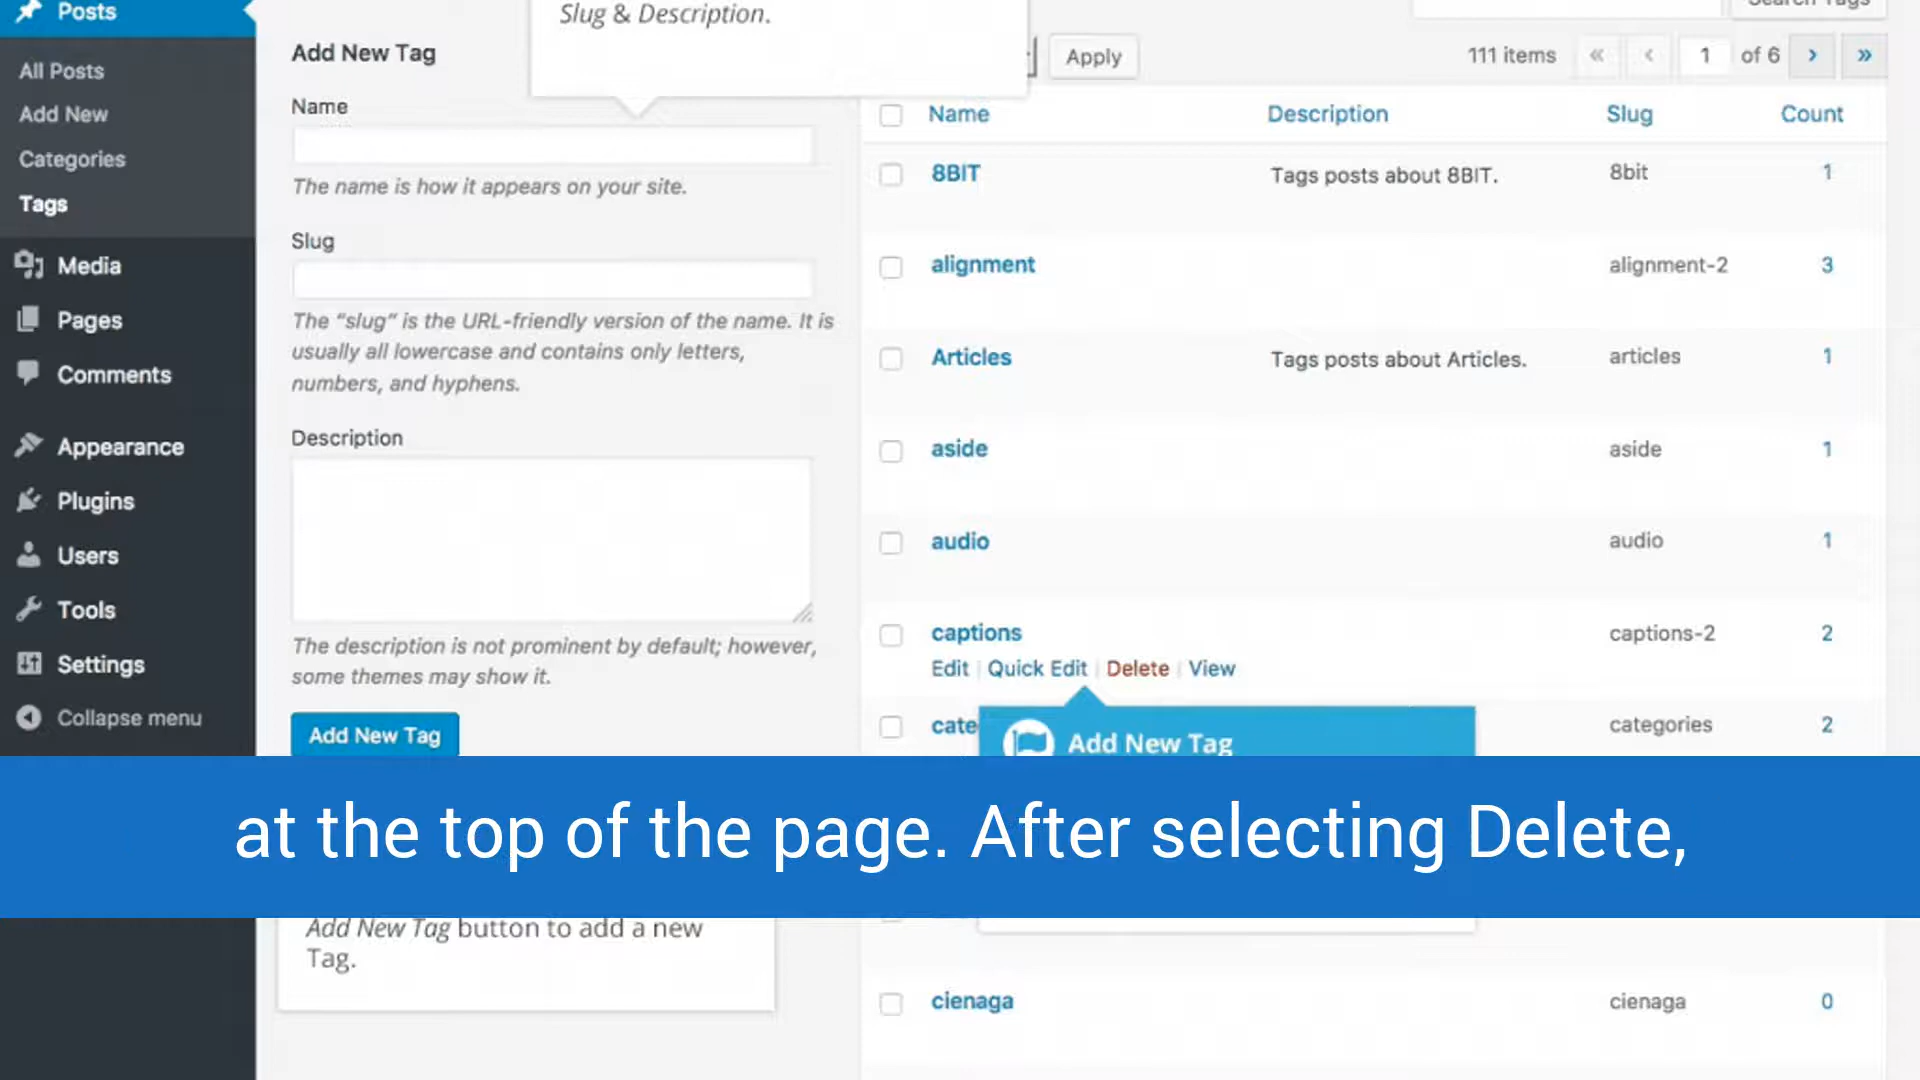 Posts
All Posts
Add New
Categories
Tags
Media
Pages
Comments
Appearance
Plugins
Users
Tools
Settings
Collapse menu
Slug & Description.
Add New Tag
Name
The name is how it appears on your site.
Slug
The “slug” is the URL-friendly version of the name. It is
usually all lowercase and contains only letters,
numbers, and hyphens.
Description
The description is not prominent by default; however,
some themes may show it.
Add New Tag
Add New Tag button to add a new
Tag.
Search Tags
Apply 111 items « ‹ 1 of 6 › »
Name Description Slug Count
8BIT Tags posts about 8BIT. 8bit 1
alignment alignment-2 3
Articles Tags posts about Articles. articles 1
aside aside 1
audio audio 1
captions captions-2 2
Edit | Quick Edit | Delete | View
cate categories 2
Add New Tag
cienaga cienaga 0
at the top of the page. After selecting Delete,